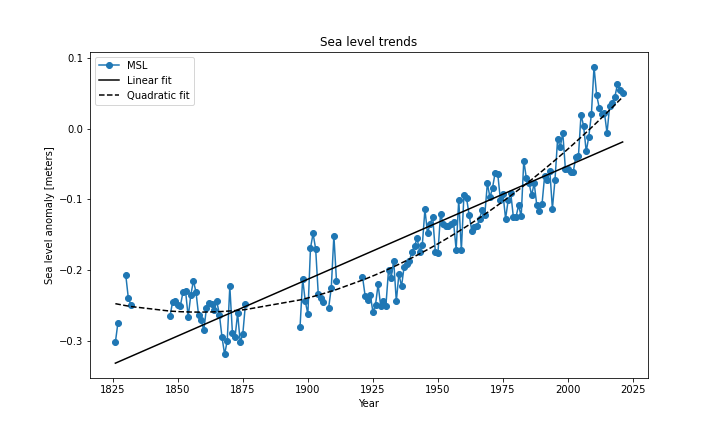 Sea level trends
MSL
Linear fit
Quadratic fit
Sea level anomaly [meters]
0.1
0.0
−0.1
−0.2
−0.3
1825 1850 1875 1900 1925 1950 1975 2000 2025
Year